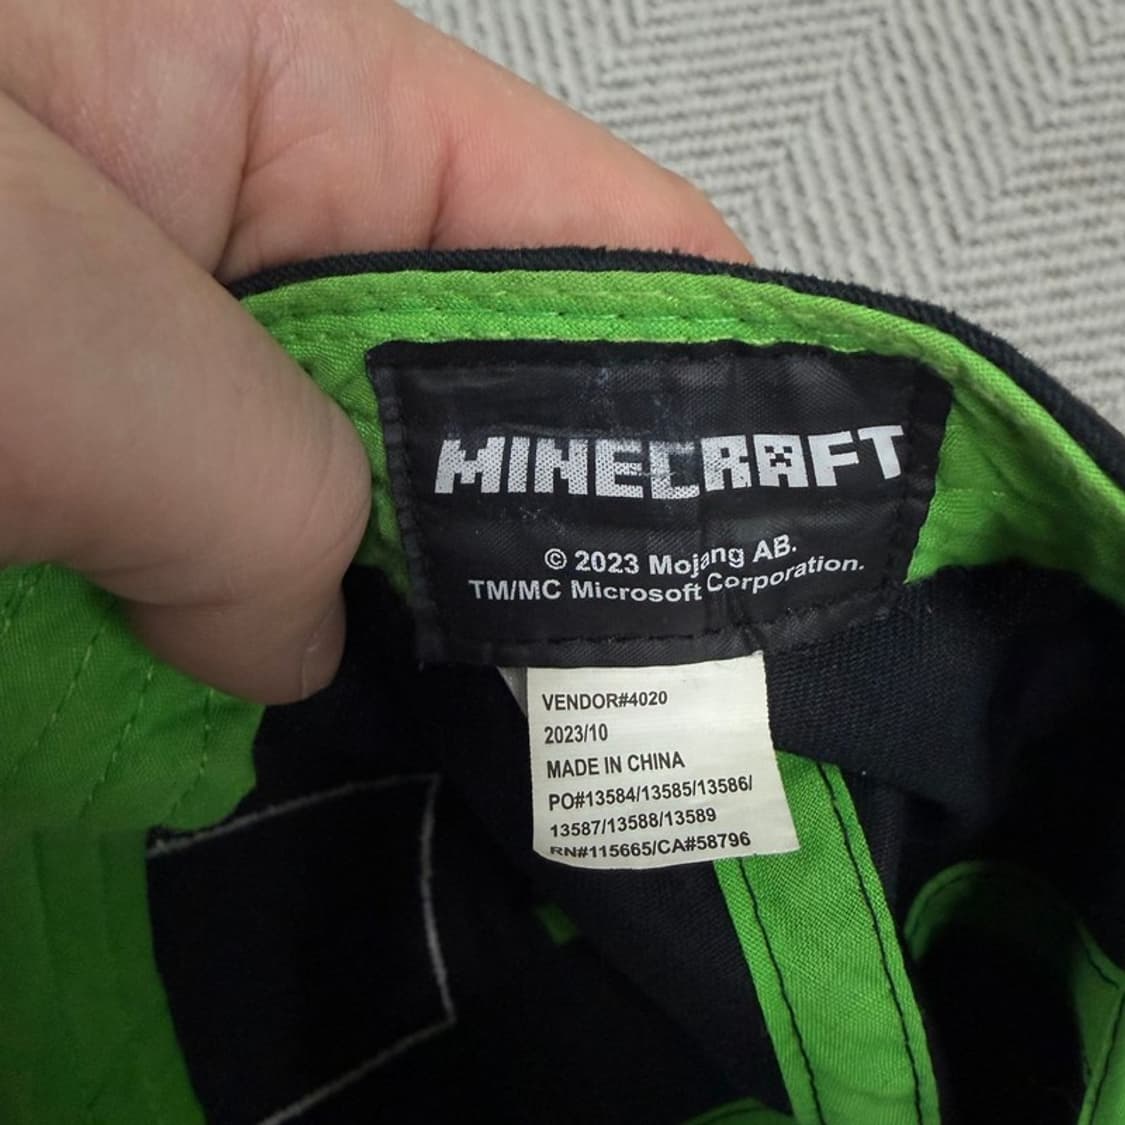 MINECRAFT
© 2023 Mojang AB.
TM/MC Microsoft Corporation.
VENDOR#4020
2023/10
MADE IN CHINA
PO#13584/13585/13586/
13587/13588/13589
RN#115665/CA#58796